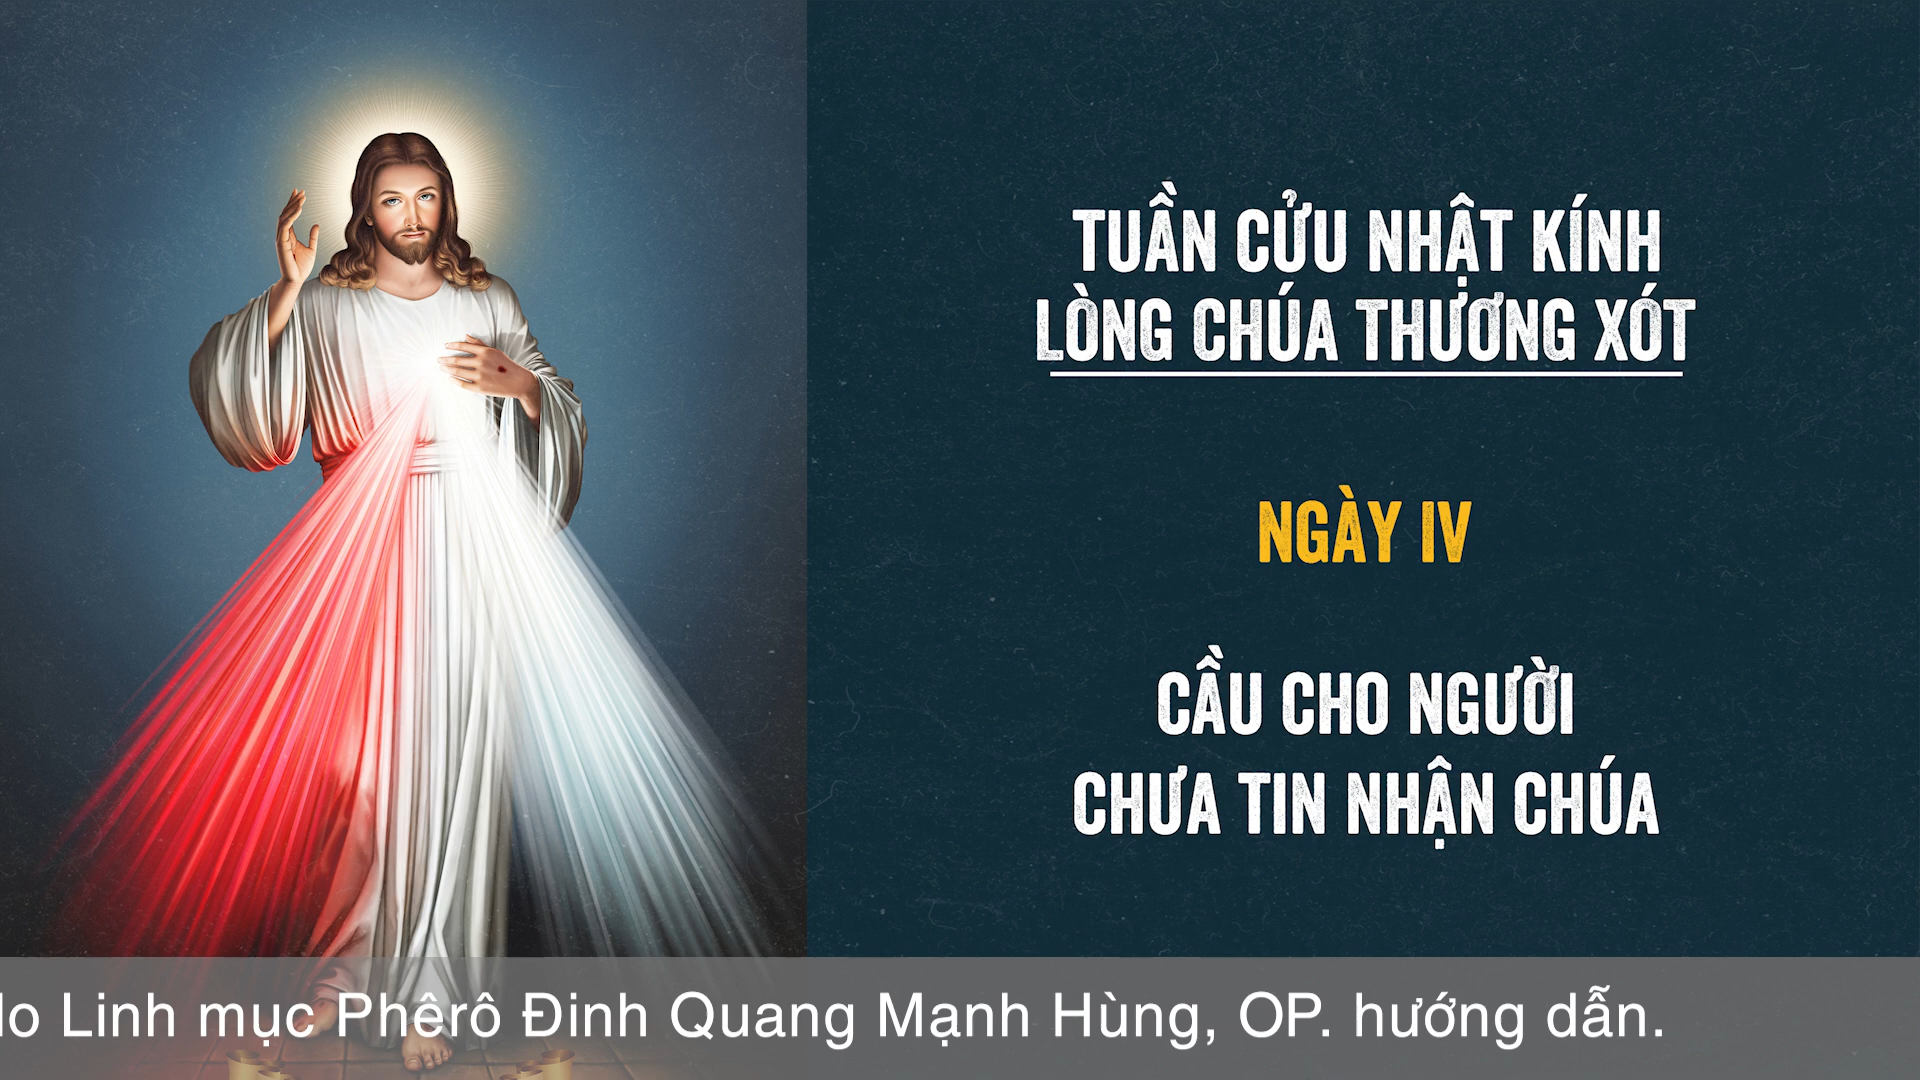 TUẦN CỬU NHẬT KÍNH
LÒNG CHÚA THƯƠNG XÓT
NGÀY IV
CẦU CHO NGƯỜI
CHƯA TIN NHẬN CHÚA
Linh mục Phêrô Đinh Quang Mạnh Hùng, OP. hướng dẫn.